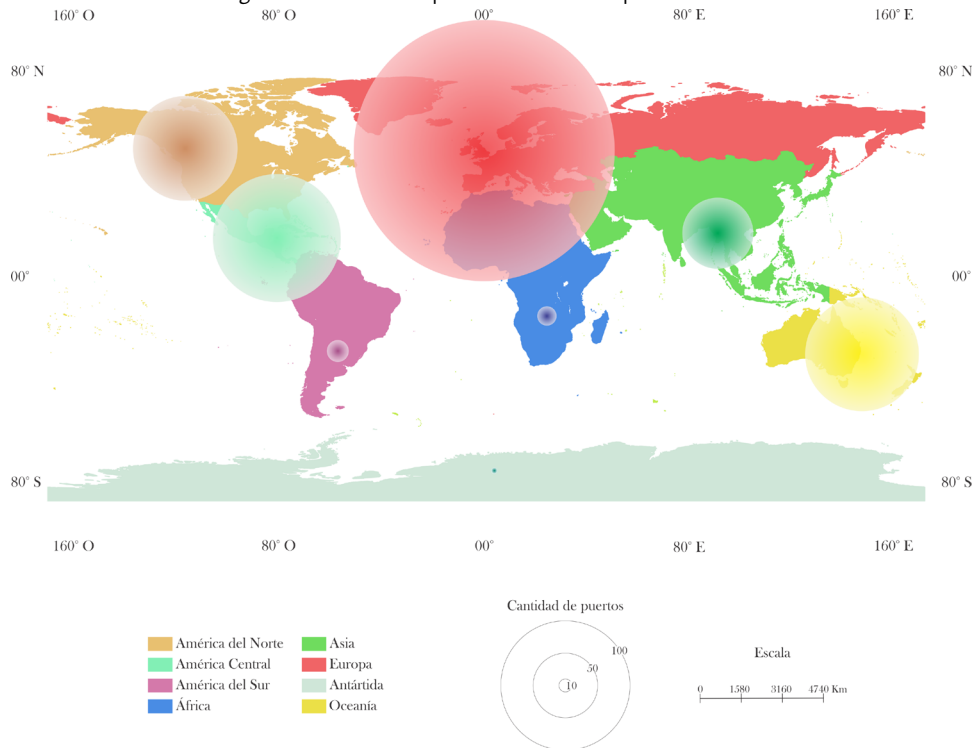 160° O 80° O 00° 80° E 160° E
80° N 80° N
00° 00°
80° S 80° S
160° O 80° O 00° 80° E 160° E
América del Norte
América Central
América del Sur
África
Asia
Europa
Antártida
Oceanía
Cantidad de puertos
100
50
10
Escala
0 1.580 3160 4740 Km